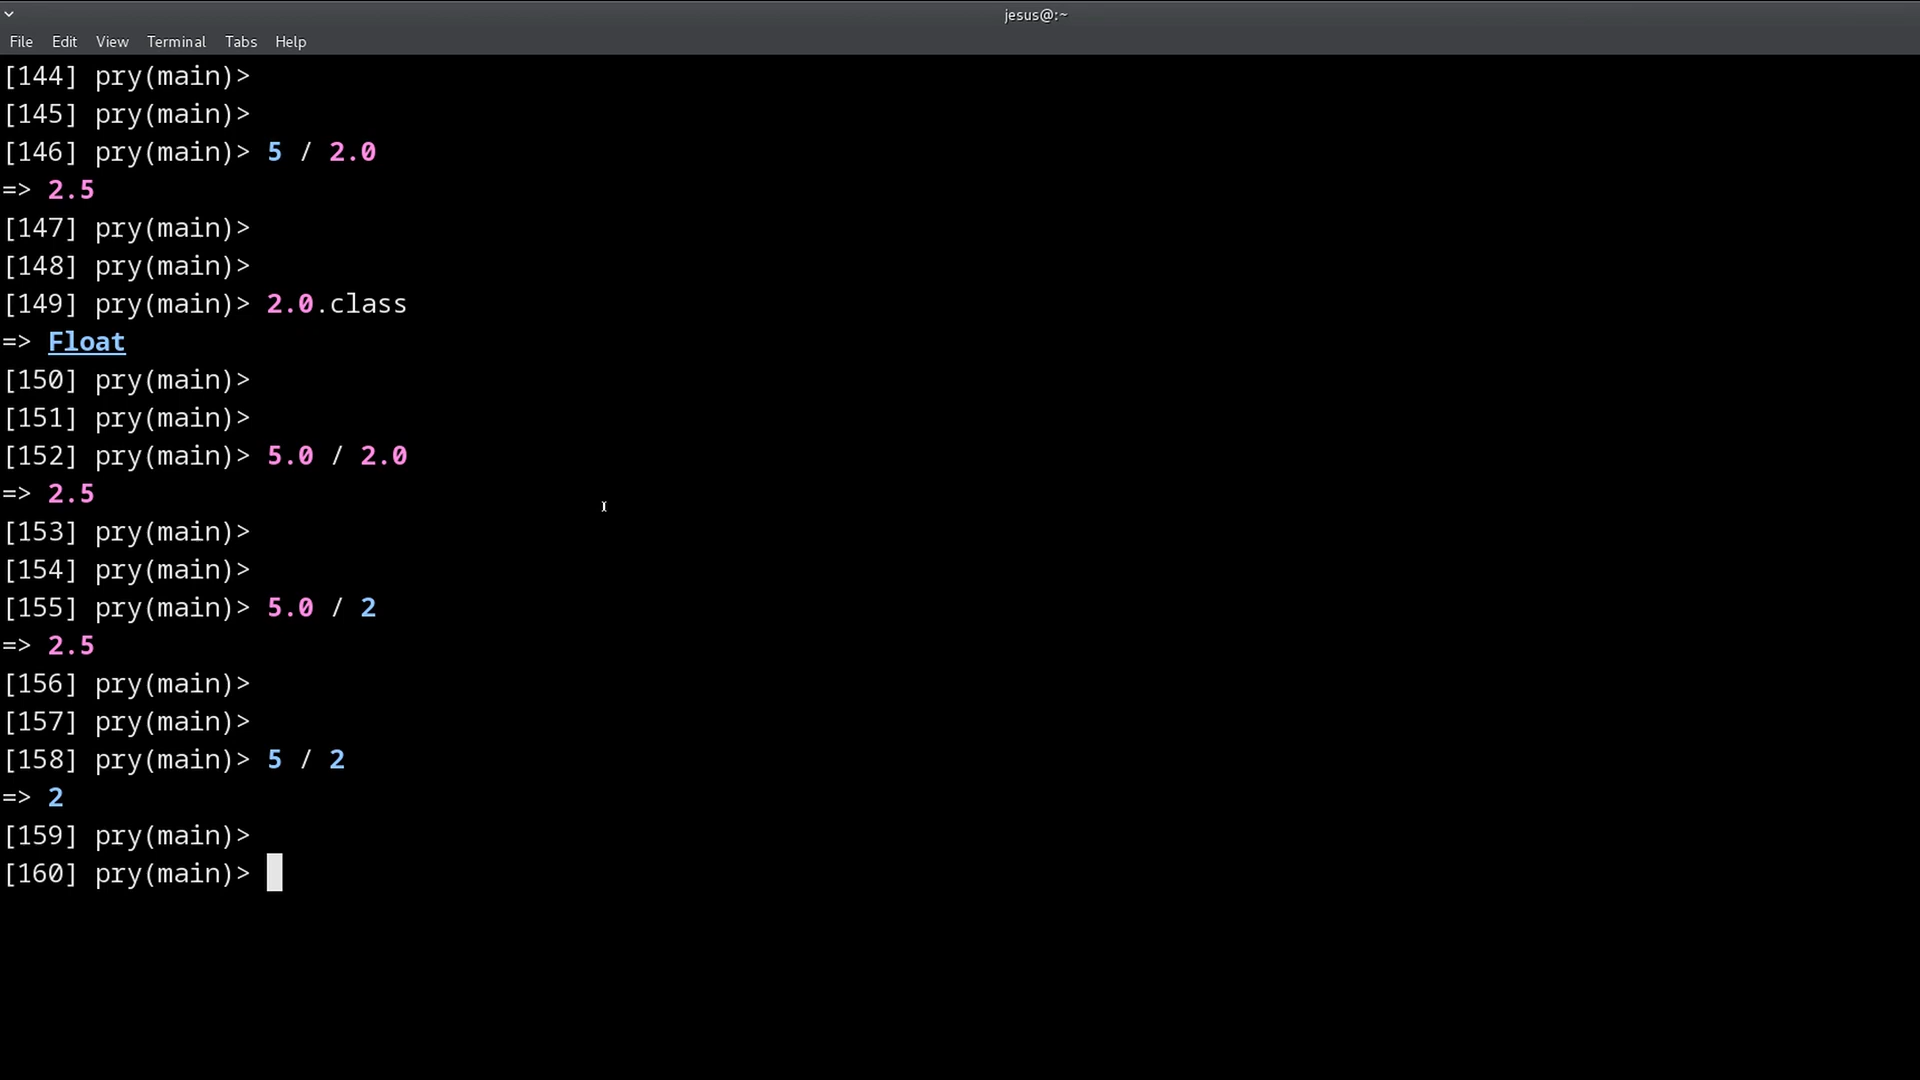 jesus@:~
File Edit View Terminal Tabs Help
[144] pry(main)>
[145] pry(main)>
[146] pry(main)> 5 / 2.0
=> 2.5
[147] pry(main)>
[148] pry(main)>
[149] pry(main)> 2.0.class
=> Float
[150] pry(main)>
[151] pry(main)>
[152] pry(main)> 5.0 / 2.0
=> 2.5
[153] pry(main)>
[154] pry(main)>
[155] pry(main)> 5.0 / 2
=> 2.5
[156] pry(main)>
[157] pry(main)>
[158] pry(main)> 5 / 2
=> 2
[159] pry(main)>
[160] pry(main)>